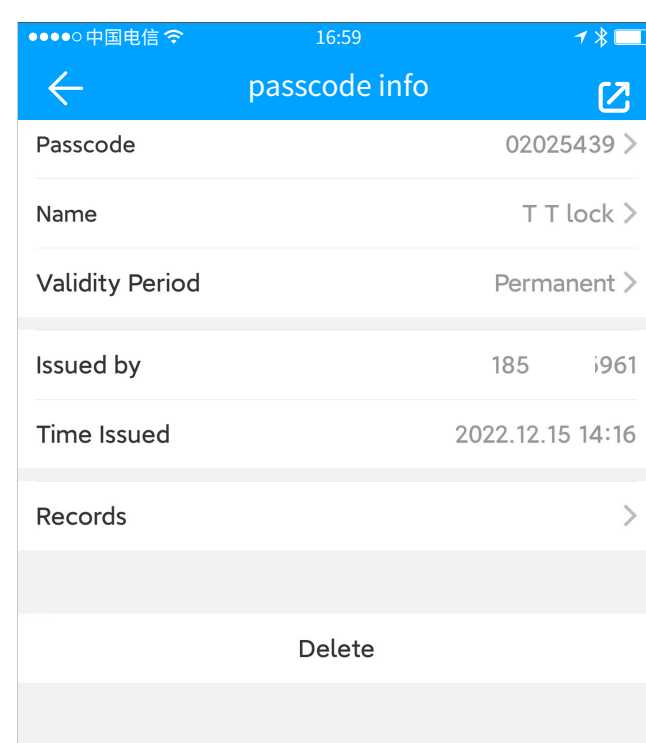 中国电信 16:59
passcode info
Passcode 02025439
Name T T lock
Validity Period Permanent
Issued by 185 961
Time Issued 2022.12.15 14:16
Records
Delete